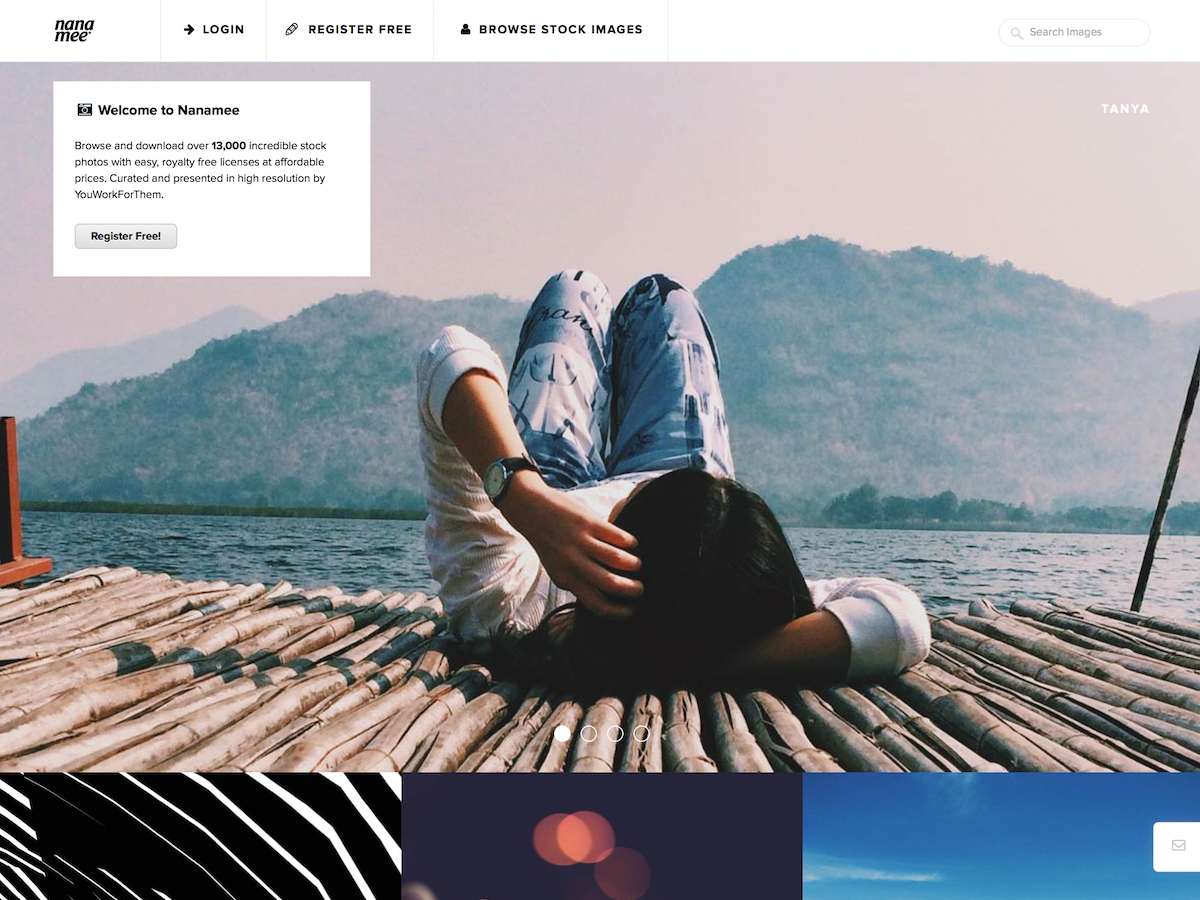 nana
mee
LOGIN
REGISTER FREE
BROWSE STOCK IMAGES
Search Images
Welcome to Nanamee
TANYA
Browse and download over 13,000 incredible stock
photos with easy, royalty free licenses at affordable
prices. Curated and presented in high resolution by
YouWorkForThem.
Register Free!